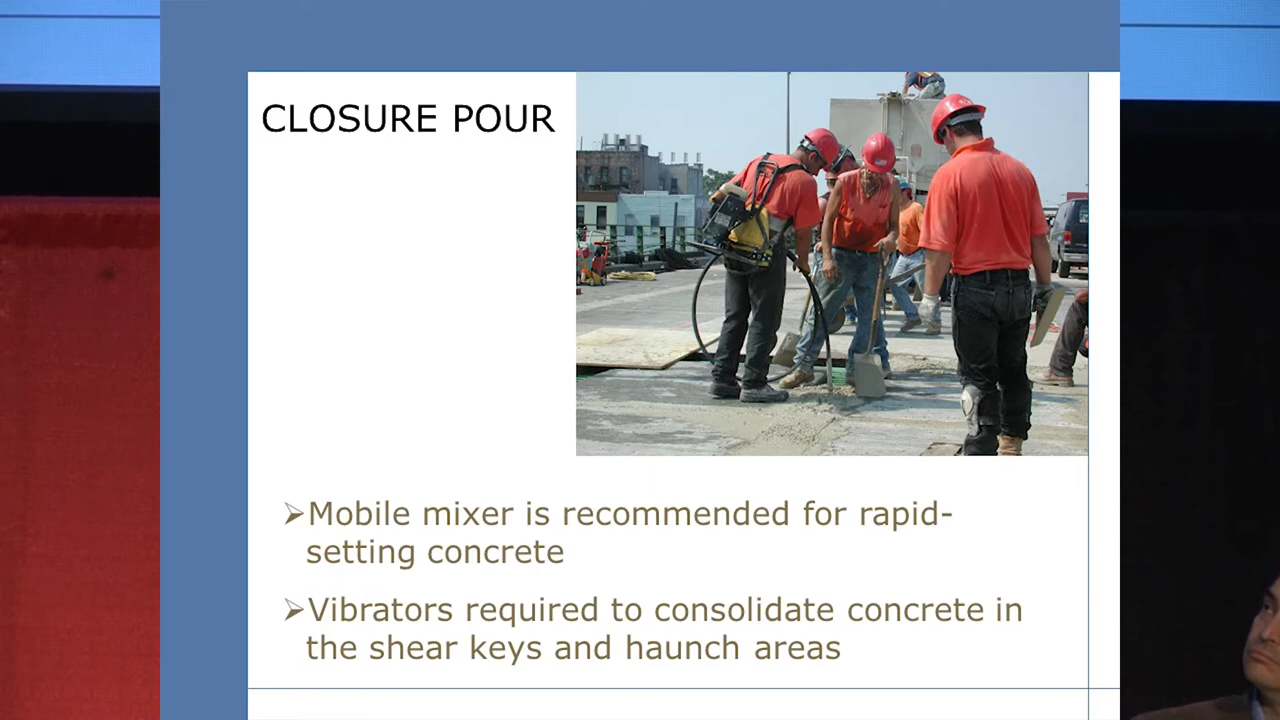 CLOSURE POUR
➢Mobile mixer is recommended for rapid-
setting concrete
➢Vibrators required to consolidate concrete in
the shear keys and haunch areas